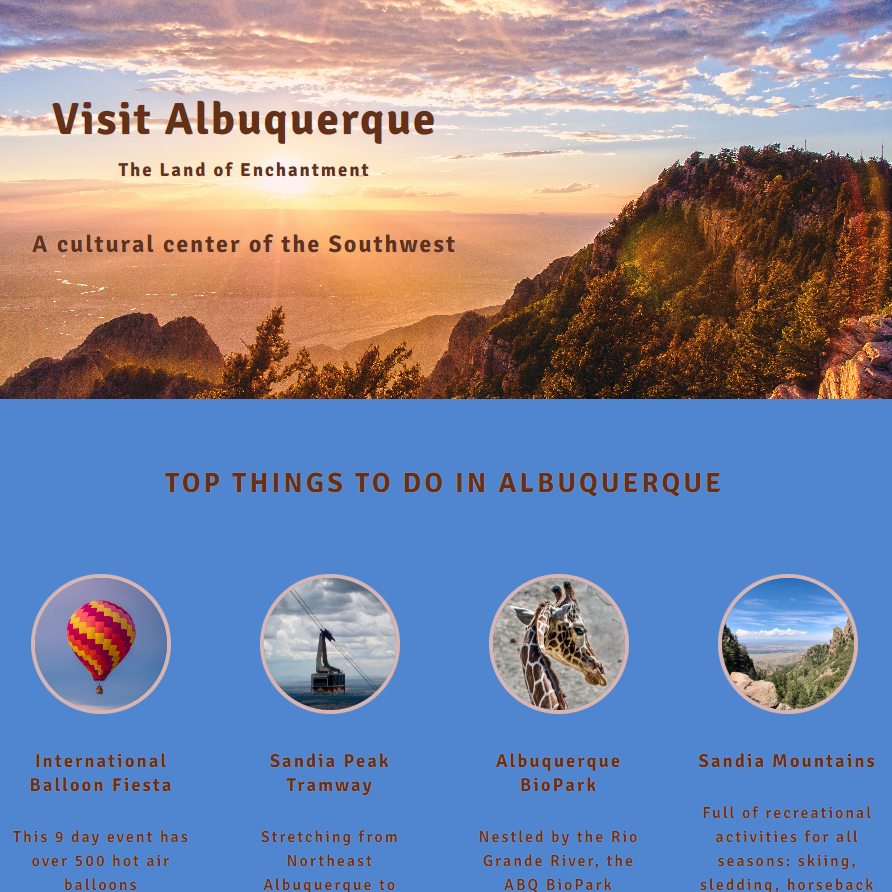 Visit Albuquerque
The Land of Enchantment
A cultural center of the Southwest
TOP THINGS TO DO IN ALBUQUERQUE
International
Balloon Fiesta
This 9 day event has
over 500 hot air
balloons
Sandia Peak
Tramway
Stretching from
Northeast
Albuquerque to
Albuquerque
BioPark
Nestled by the Rio
Grande River, the
ABQ BioPark
Sandia Mountains
Full of recreational
activities for all
seasons: skiing,
sledding, horseback